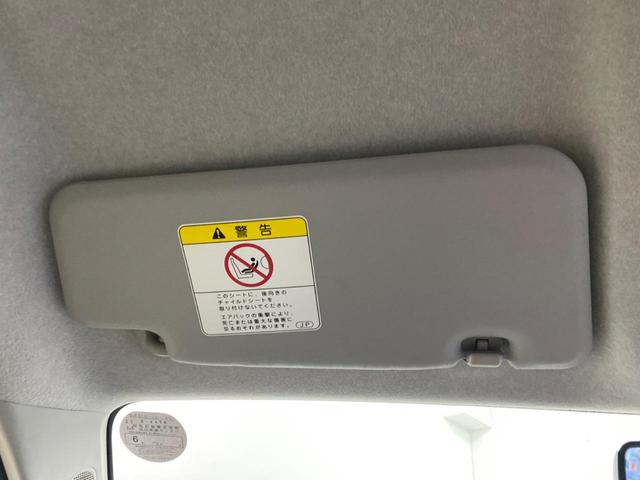 警告
このシートに、後向きの
チャイルドシートを
取り付けないでください。
エアバッグの衝撃により、
死亡または重大な傷害に
至るおそれがあります。
JP
6